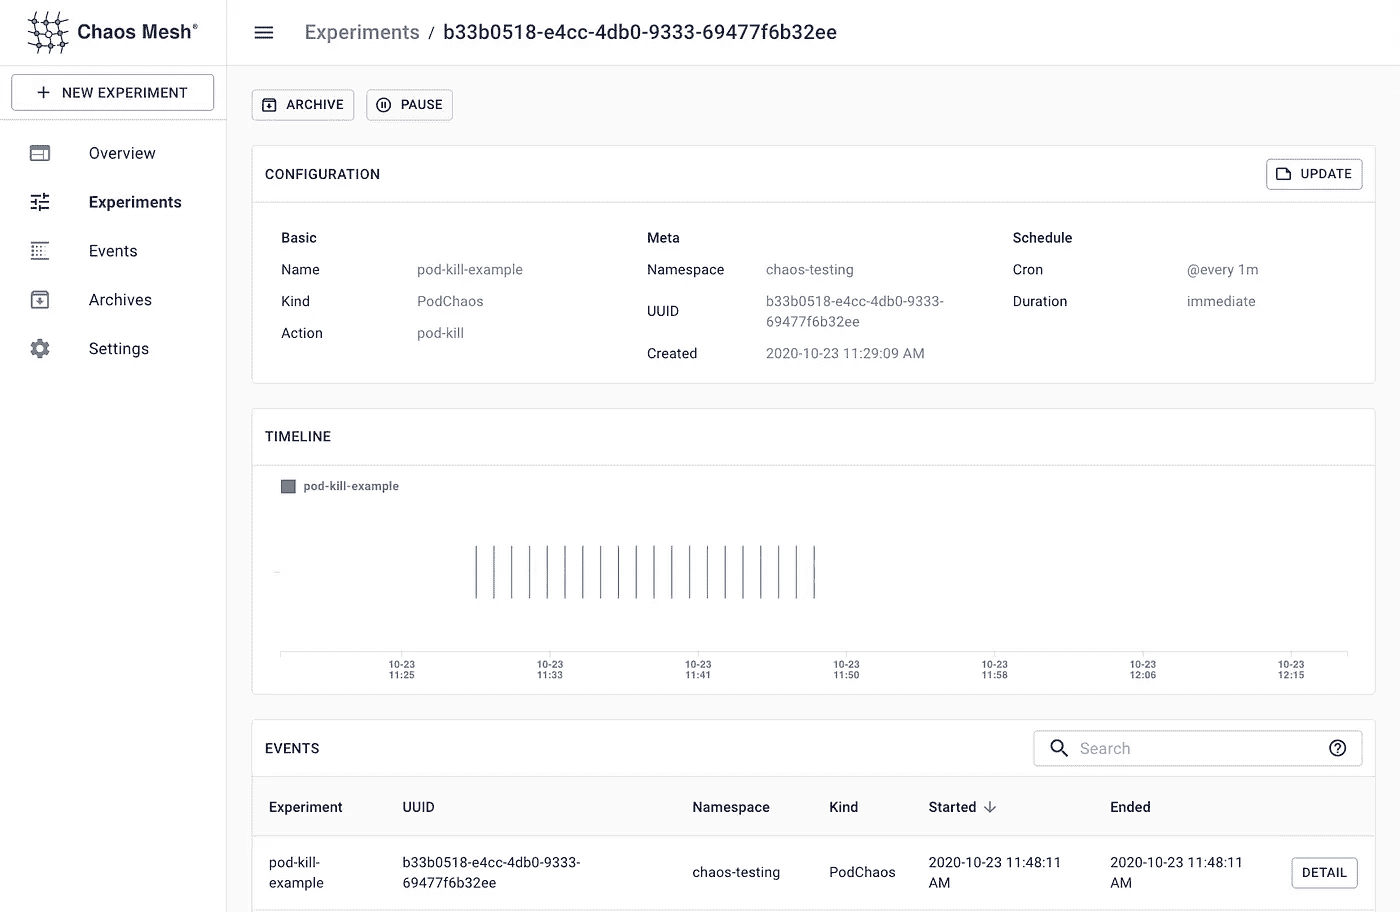 Chaos Mesh®
Experiments / b33b0518-e4cc-4db0-9333-69477f6b32ee
NEW EXPERIMENT
Overview
Experiments
Events
Archives
Settings
ARCHIVE
PAUSE
CONFIGURATION
UPDATE
Basic
Name pod-kill-example
Kind PodChaos
Action pod-kill
Meta
Namespace chaos-testing
UUID b33b0518-e4cc-4db0-9333-
69477f6b32ee
Created 2020-10-23 11:29:09 AM
Schedule
Cron @every 1m
Duration immediate
TIMELINE
pod-kill-example
10-23 10-23 10-23 10-23 10-23 10-23 10-23
11:25 11:33 11:41 11:50 11:58 12:06 12:15
EVENTS
Search
Experiment UUID Namespace Kind Started Ended
pod-kill-
example
b33b0518-e4cc-4db0-9333-
69477f6b32ee
chaos-testing
PodChaos
2020-10-23 11:48:11
AM
2020-10-23 11:48:11
AM
DETAIL